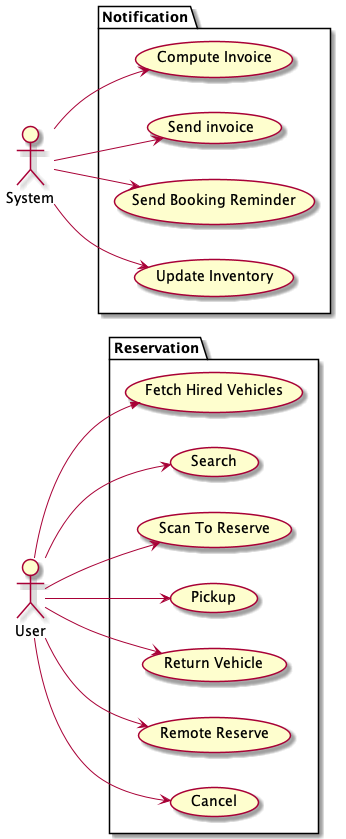 Notification
Compute Invoice
Send invoice
System
Send Booking Reminder
Update Inventory
Reservation
Fetch Hired Vehicles
Search
Scan To Reserve
Pickup
User
Return Vehicle
Remote Reserve
Cancel